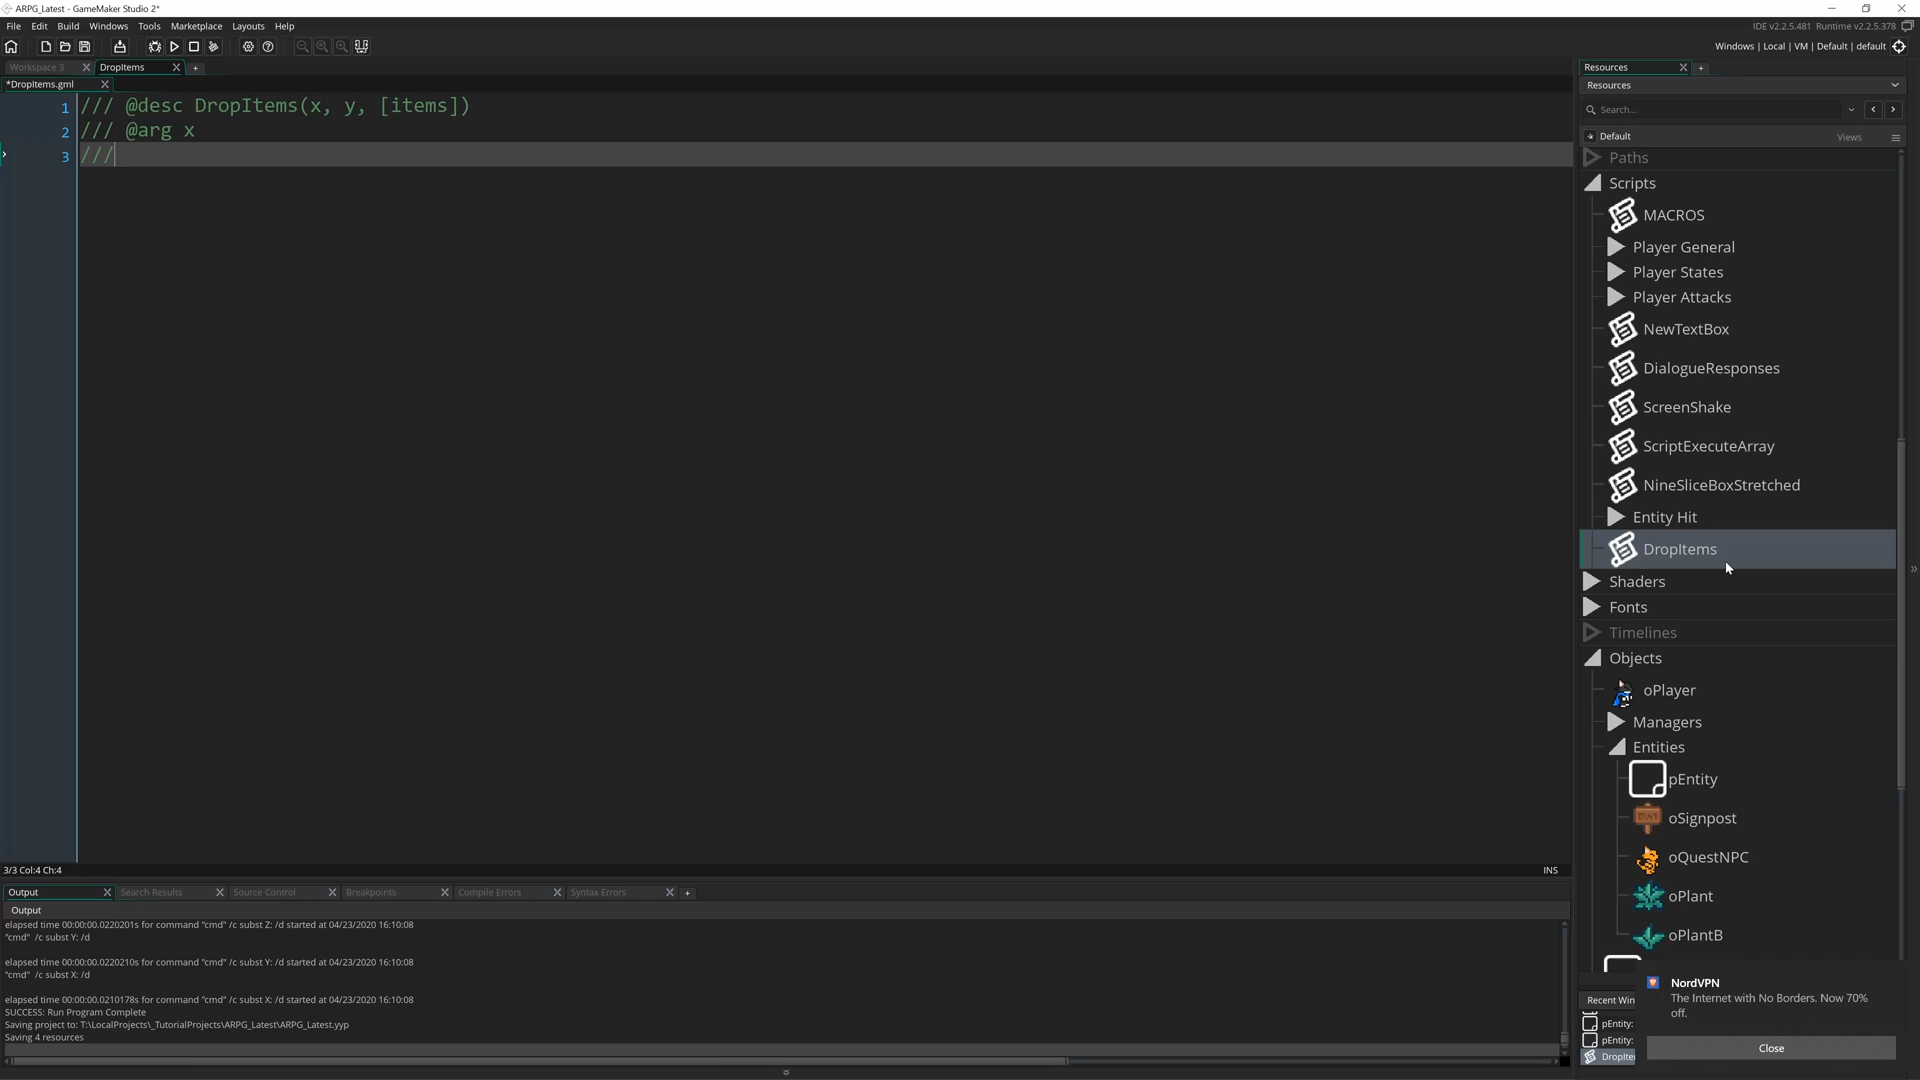 ARPG_Latest - GameMaker Studio 2*
File Edit Build Windows Tools Marketplace Layouts Help
IDE v2.2.5.481 Runtime v2.2.5.378
Windows | Local | VM | Default | default
Workspace 3
DropItems
*DropItems.gml
1 /// @desc DropItems(x, y, [items])
2 /// @arg x
3 ///
3/3 Col:4 Ch:4
INS
Output
Search Results
Source Control
Breakpoints
Compile Errors
Syntax Errors
Output
elapsed time 00:00:00.0220201s for command "cmd" /c subst Z: /d started at 04/23/2020 16:10:08
"cmd" /c subst Y: /d
elapsed time 00:00:00.0220210s for command "cmd" /c subst Y: /d started at 04/23/2020 16:10:08
"cmd" /c subst X: /d
elapsed time 00:00:00.0210178s for command "cmd" /c subst X: /d started at 04/23/2020 16:10:08
SUCCESS: Run Program Complete
Saving project to: T:\LocalProjects\_TutorialProjects\ARPG_Latest\ARPG_Latest.yyp
Saving 4 resources
Resources
Resources
Search...
Default
Views
Paths
Scripts
MACROS
Player General
Player States
Player Attacks
NewTextBox
DialogueResponses
ScreenShake
ScriptExecuteArray
NineSliceBoxStretched
Entity Hit
DropItems
Shaders
Fonts
Timelines
Objects
oPlayer
Managers
Entities
pEntity
oSignpost
oQuestNPC
oPlant
oPlantB
Recent Win
pEntity:
pEntity:
DropIte
NordVPN
The Internet with No Borders. Now 70%
off.
Close